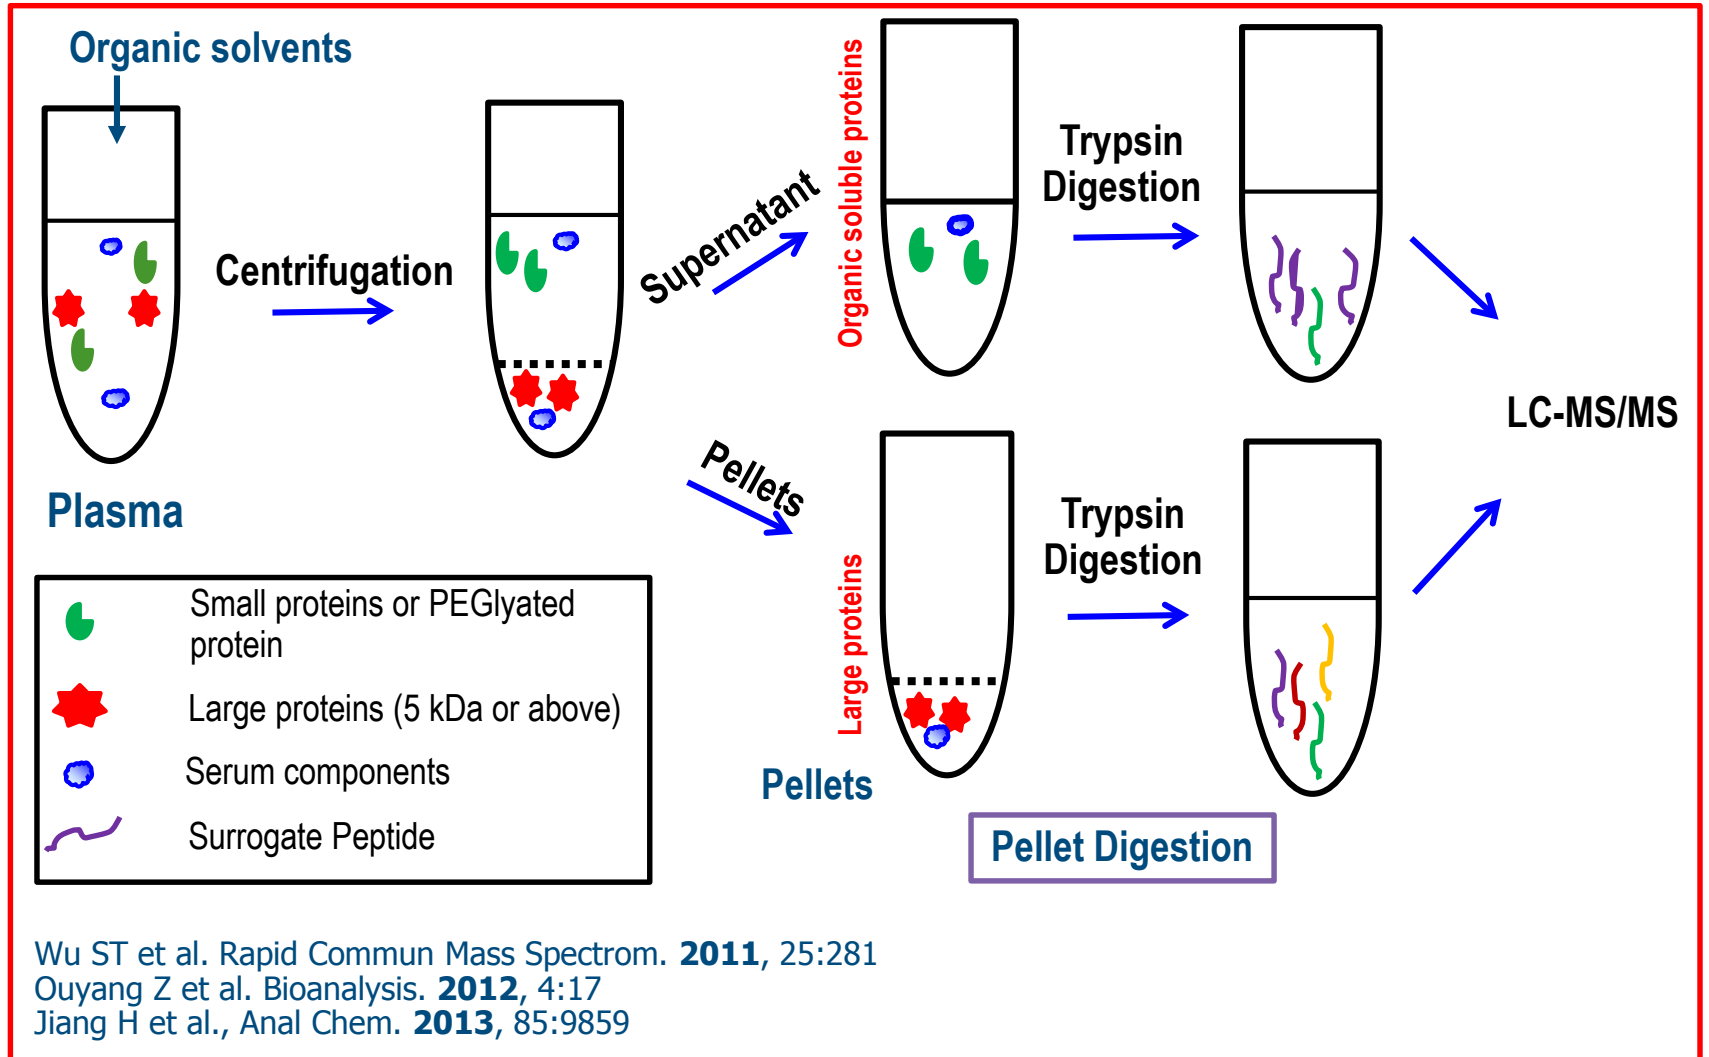 Organic solvents
Plasma
Centrifugation
Supernatant
Organic soluble proteins
Trypsin
Digestion
Pellets
Large proteins
Pellets
Trypsin
Digestion
Pellet Digestion
LC-MS/MS
Small proteins or PEGlyated
protein
Large proteins (5 kDa or above)
Serum components
Surrogate Peptide
Wu ST et al. Rapid Commun Mass Spectrom. 2011, 25:281
Ouyang Z et al. Bioanalysis. 2012, 4:17
Jiang H et al., Anal Chem. 2013, 85:9859